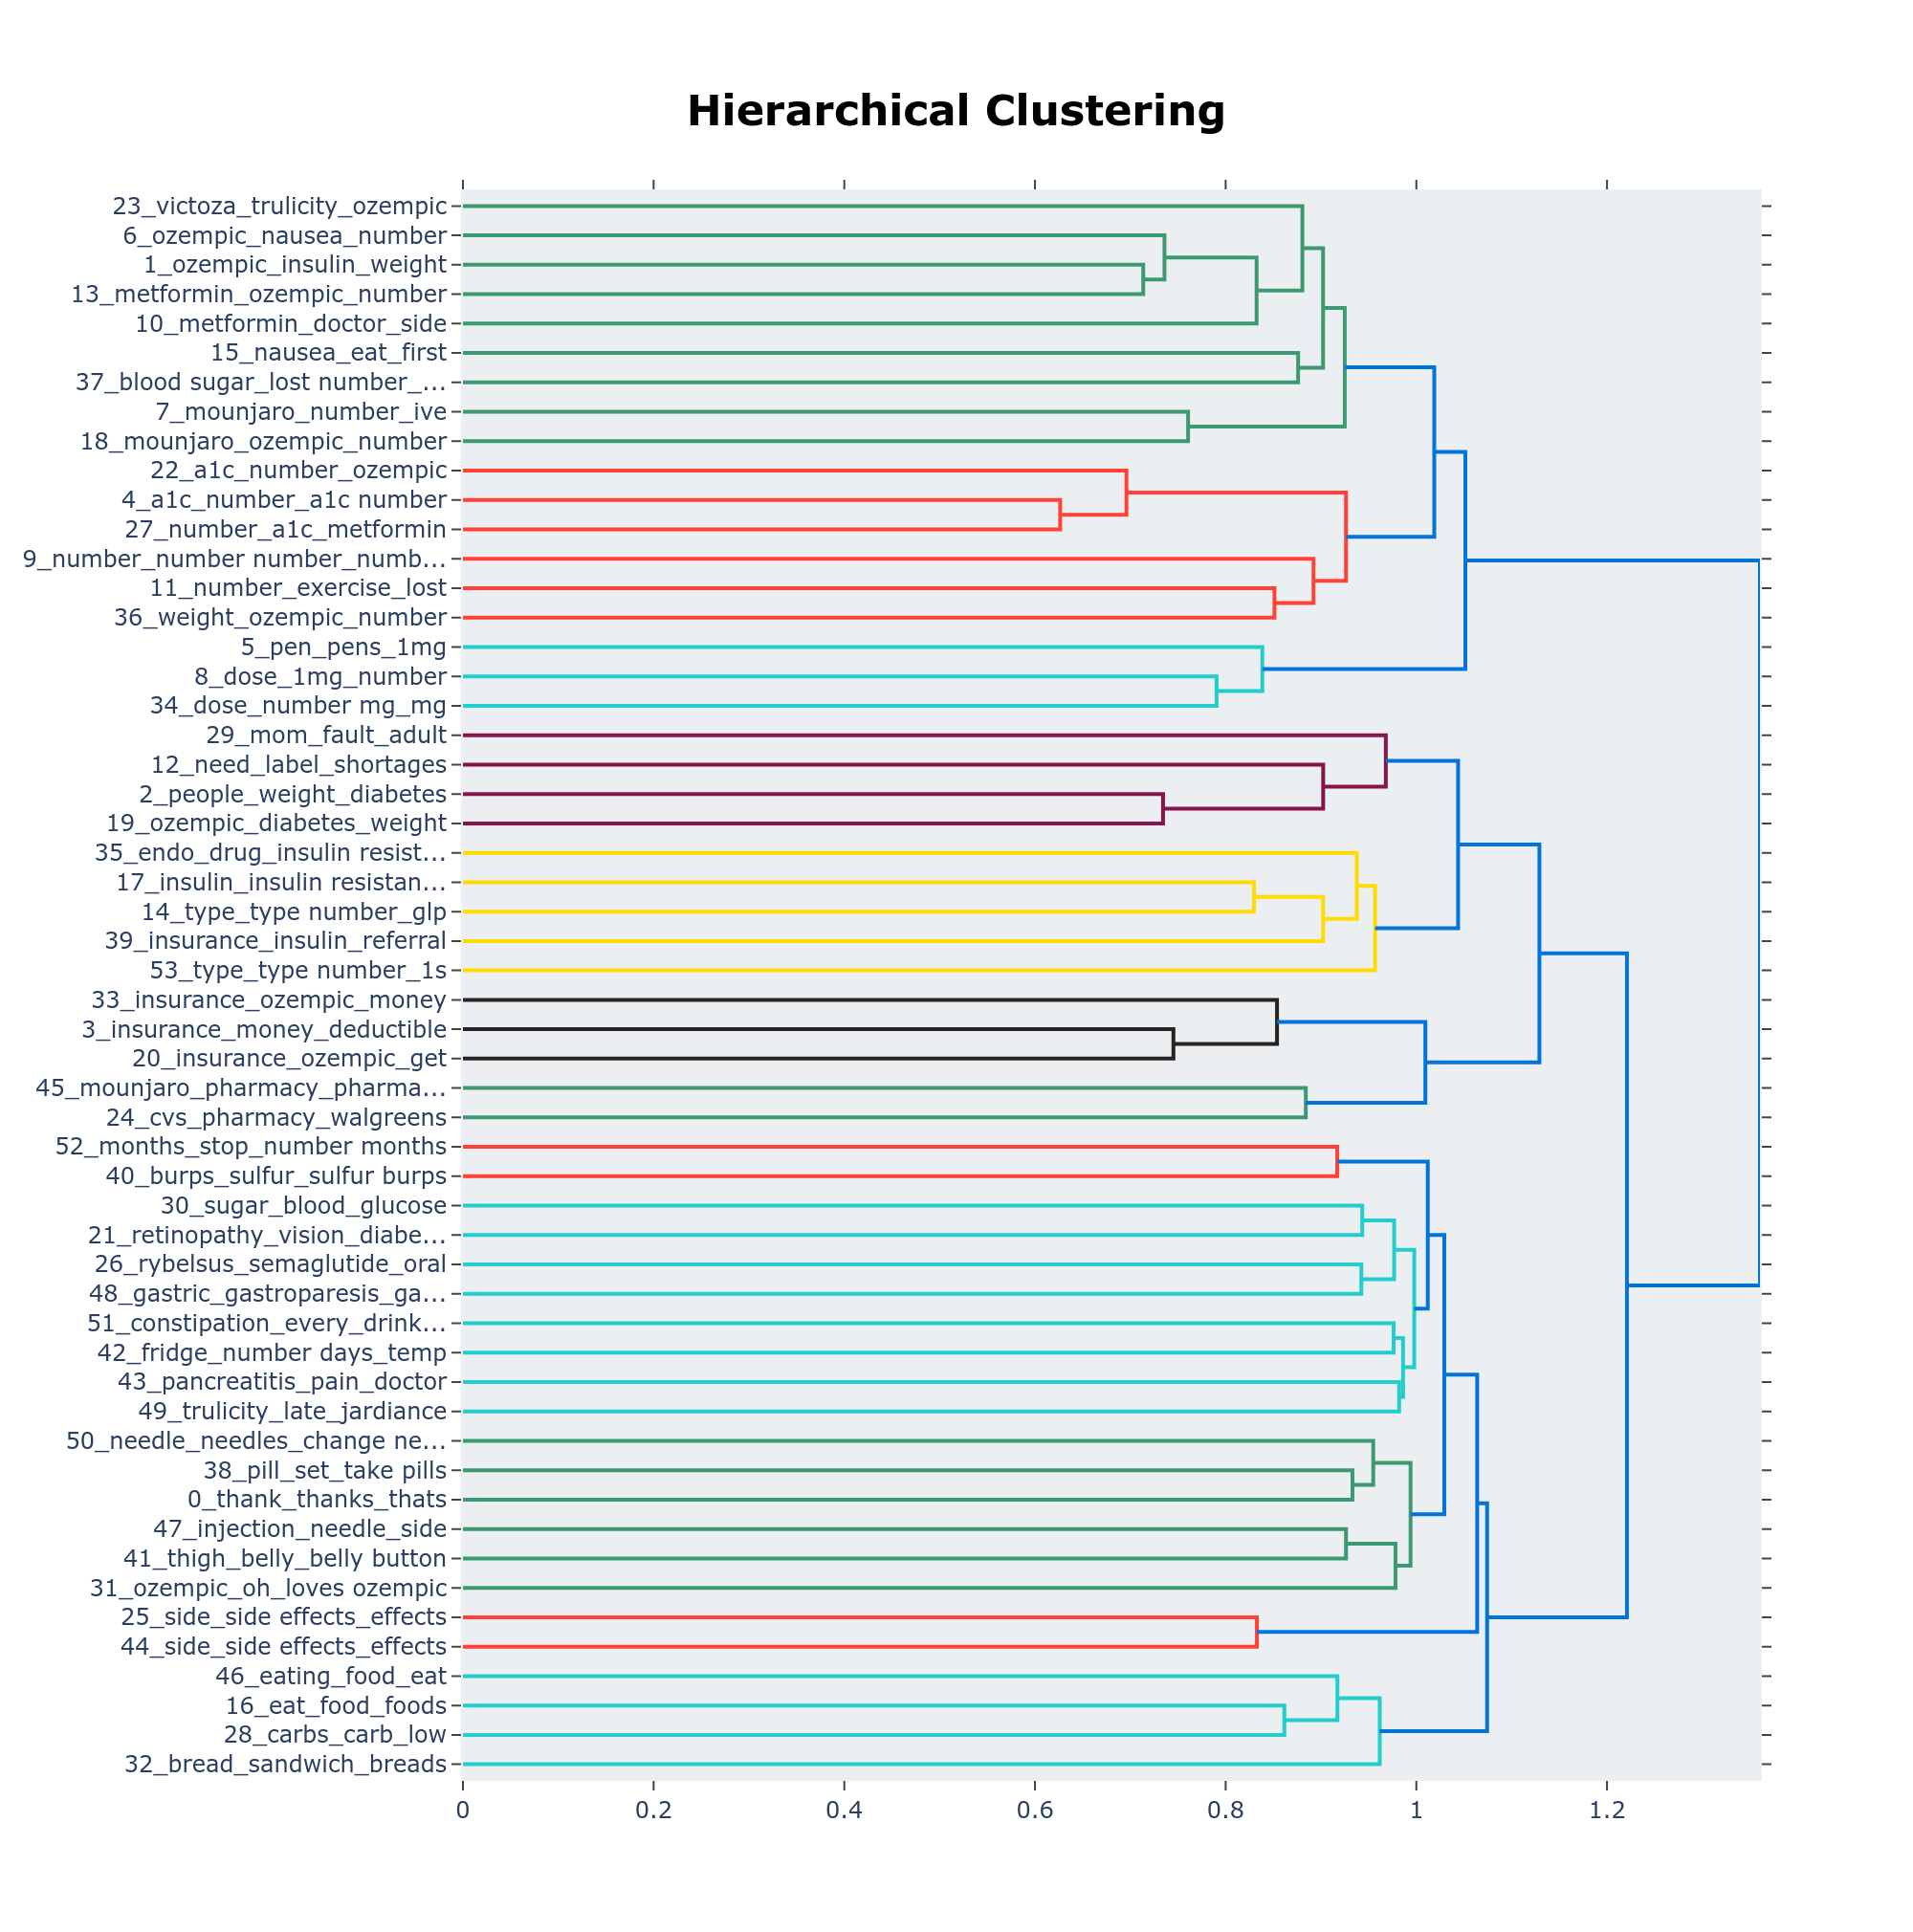 Hierarchical Clustering
23_victoza_trulicity_ozempic
6_ozempic_nausea_number
1_ozempic_insulin_weight
13_metformin_ozempic_number
10_metformin_doctor_side
15_nausea_eat_first
37_blood sugar_lost number_...
7_mounjaro_number_ive
18_mounjaro_ozempic_number
22_a1c_number_ozempic
4_a1c_number_a1c number
27_number_a1c_metformin
9_number_number number_numb...
11_number_exercise_lost
36_weight_ozempic_number
5_pen_pens_1mg
8_dose_1mg_number
34_dose_number mg_mg
29_mom_fault_adult
12_need_label_shortages
2_people_weight_diabetes
19_ozempic_diabetes_weight
35_endo_drug_insulin resist...
17_insulin_insulin resistan...
14_type_type number_glp
39_insurance_insulin_referral
53_type_type number_1s
33_insurance_ozempic_money
3_insurance_money_deductible
20_insurance_ozempic_get
45_mounjaro_pharmacy_pharma...
24_cvs_pharmacy_walgreens
52_months_stop_number months
40_burps_sulfur_sulfur burps
30_sugar_blood_glucose
21_retinopathy_vision_diabe...
26_rybelsus_semaglutide_oral
48_gastric_gastroparesis_ga...
51_constipation_every_drink...
42_fridge_number days_temp
43_pancreatitis_pain_doctor
49_trulicity_late_jardiance
50_needle_needles_change ne...
38_pill_set_take pills
0_thank_thanks_thats
47_injection_needle_side
41_thigh_belly_belly button
31_ozempic_oh_loves ozempic
25_side_side effects_effects
44_side_side effects_effects
46_eating_food_eat
16_eat_food_foods
28_carbs_carb_low
32_bread_sandwich_breads
0 0.2 0.4 0.6 0.8 1 1.2